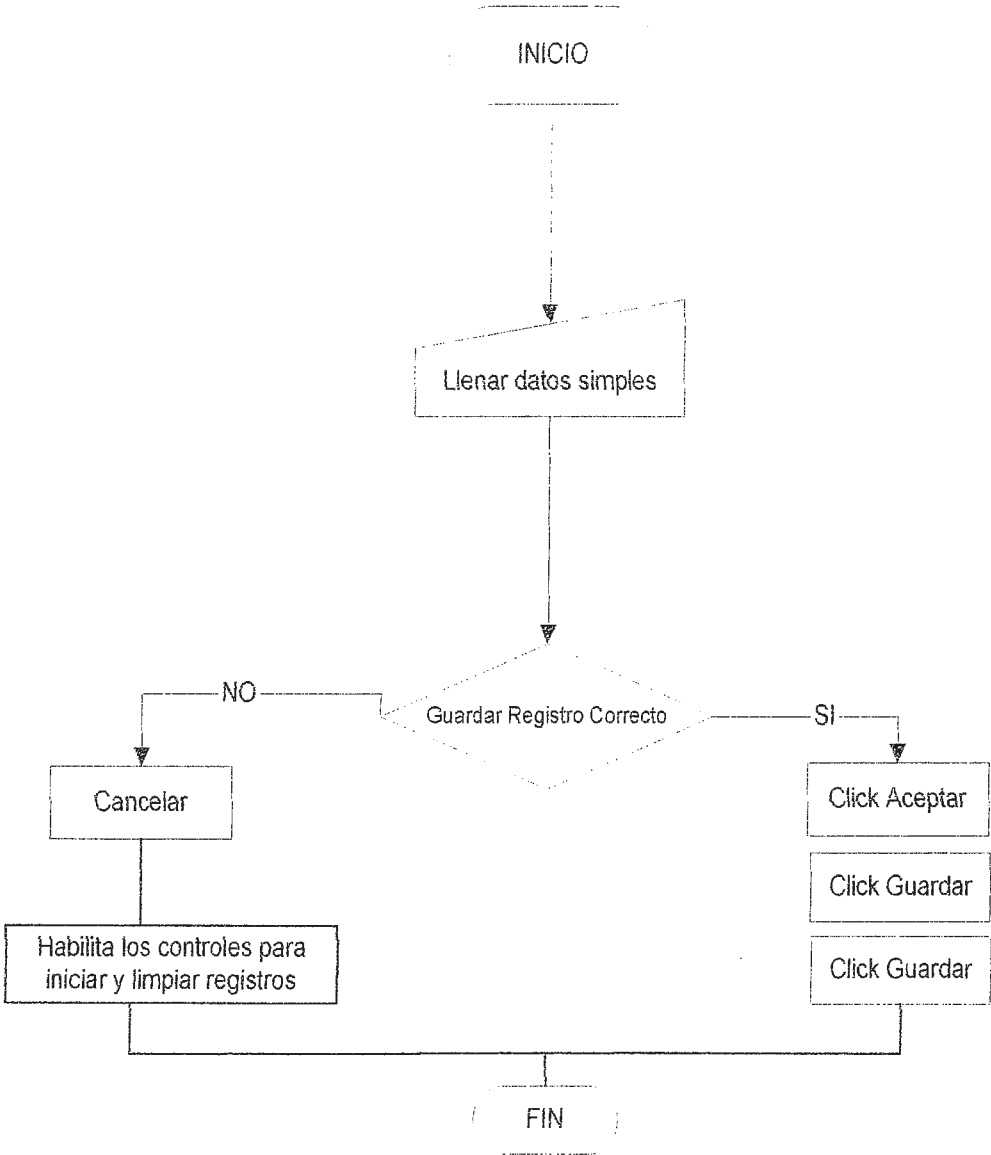 INICIO
Llenar datos simples
Guardar Registro Correcto
NO
SI
Cancelar
Habilita los controles para
iniciar y limpiar registros
Click Aceptar
Click Guardar
Click Guardar
FIN